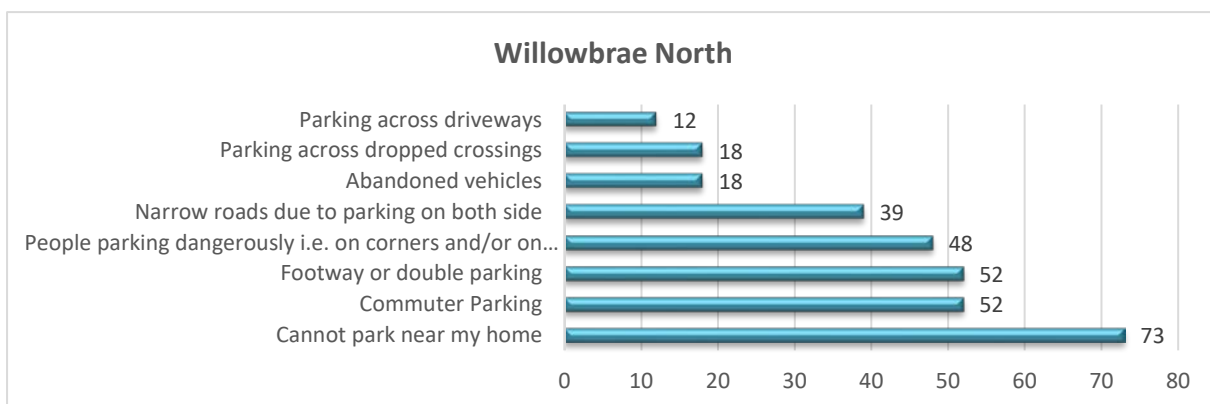 Willowbrae North
Parking across driveways 12
Parking across dropped crossings 18
Abandoned vehicles 18
Narrow roads due to parking on both side 39
People parking dangerously i.e. on corners and/or on... 48
Footway or double parking 52
Commuter Parking 52
Cannot park near my home 73
0 10 20 30 40 50 60 70 80